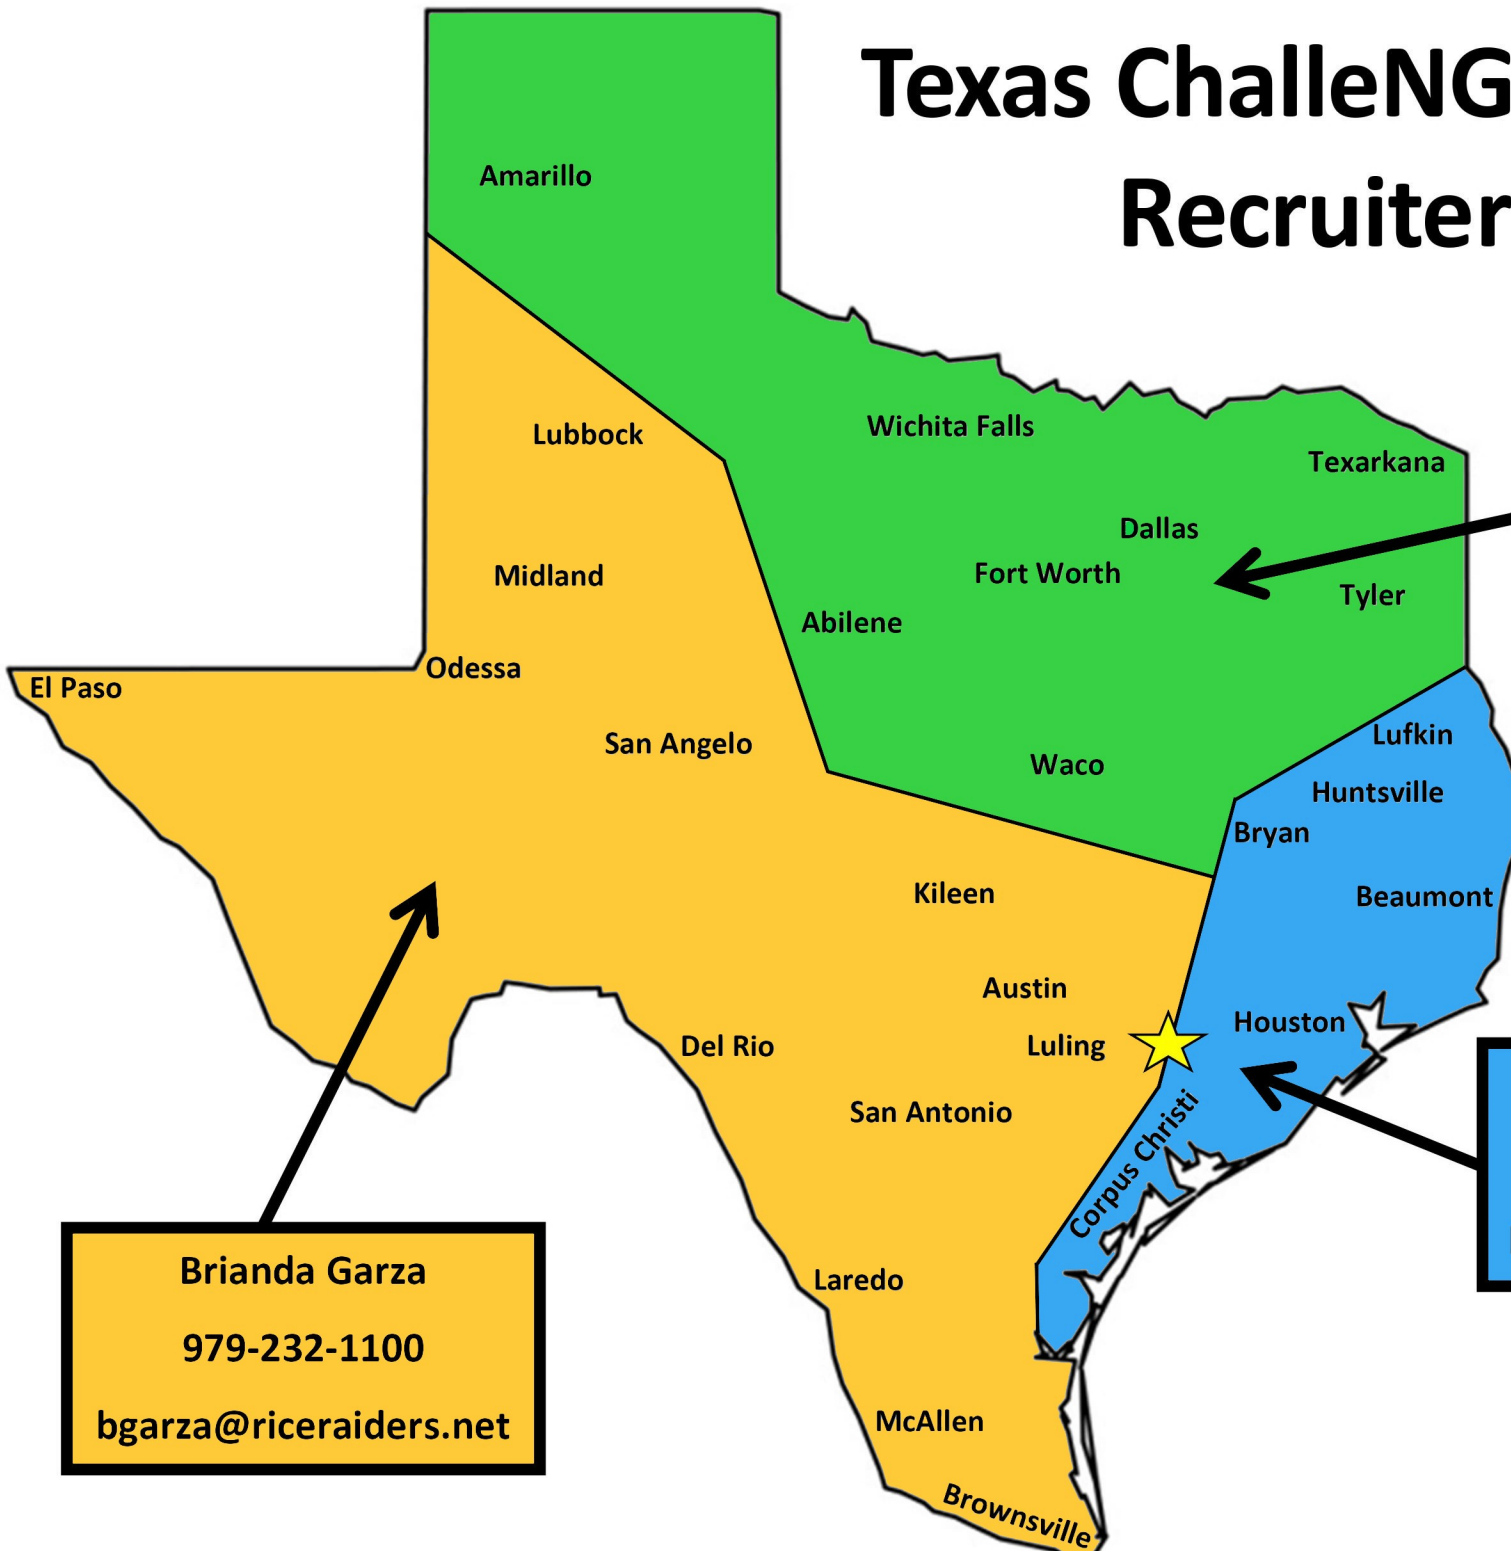 Texas ChalleNG
Recruiter
Amarillo
Wichita Falls
Lubbock
Texarkana
Dallas
Fort Worth
Midland
Tyler
Abilene
Odessa
El Paso
San Angelo
Lufkin
Waco
Huntsville
Bryan
Kileen
Beaumont
Austin
Houston
Del Rio
Luling
San Antonio
Corpus Christi
Laredo
McAllen
Brownsville
Brianda Garza
979-232-1100
bgarza@riceraiders.net